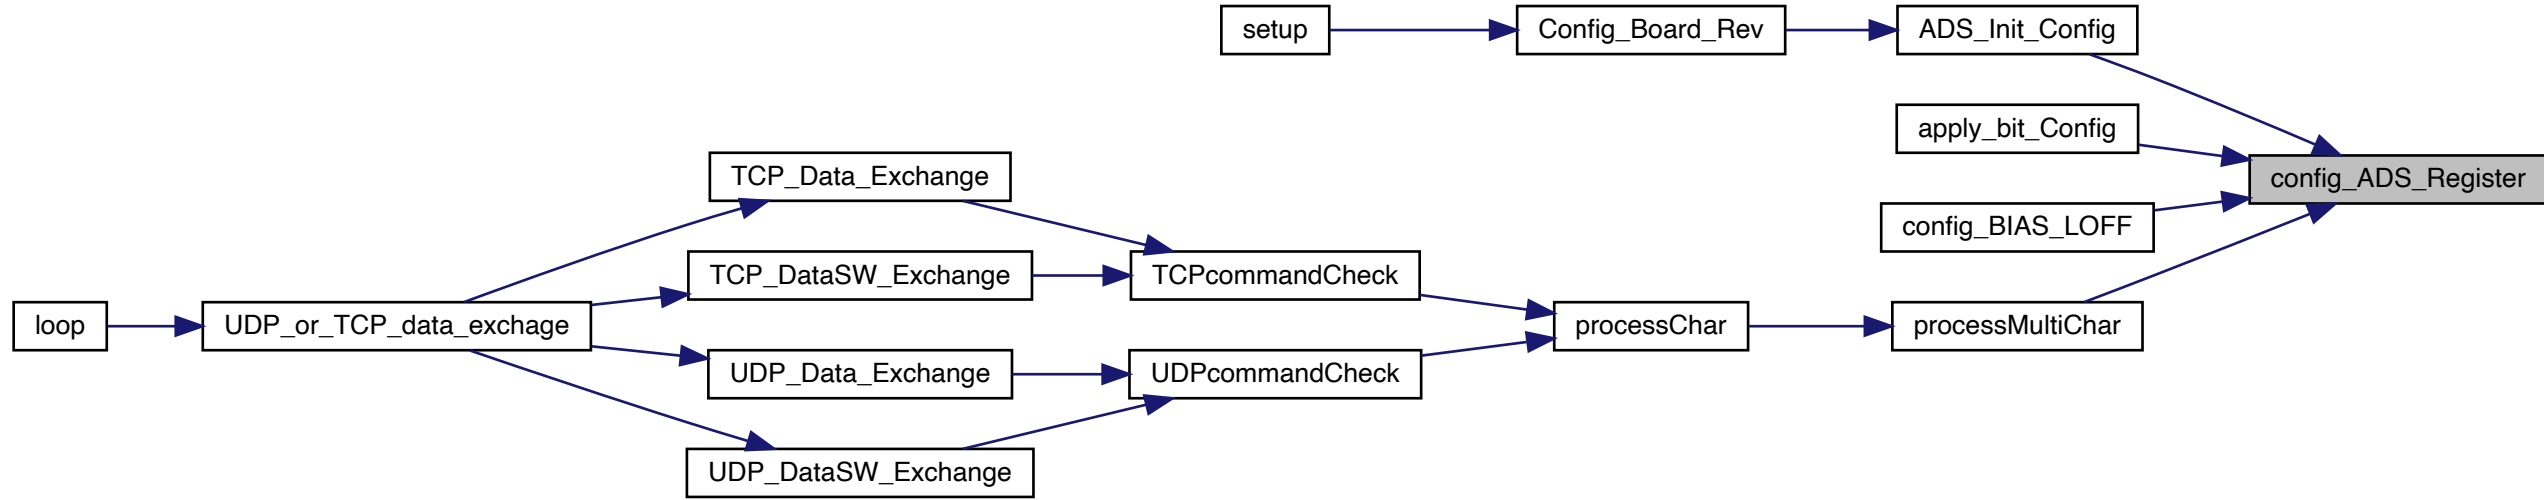 setup
Config_Board_Rev
ADS_Init_Config
apply_bit_Config
TCP_Data_Exchange
config_ADS_Register
config_BIAS_LOFF
TCP_DataSW_Exchange
TCPcommandCheck
loop
UDP_or_TCP_data_exchage
processChar
processMultiChar
UDP_Data_Exchange
UDPcommandCheck
UDP_DataSW_Exchange